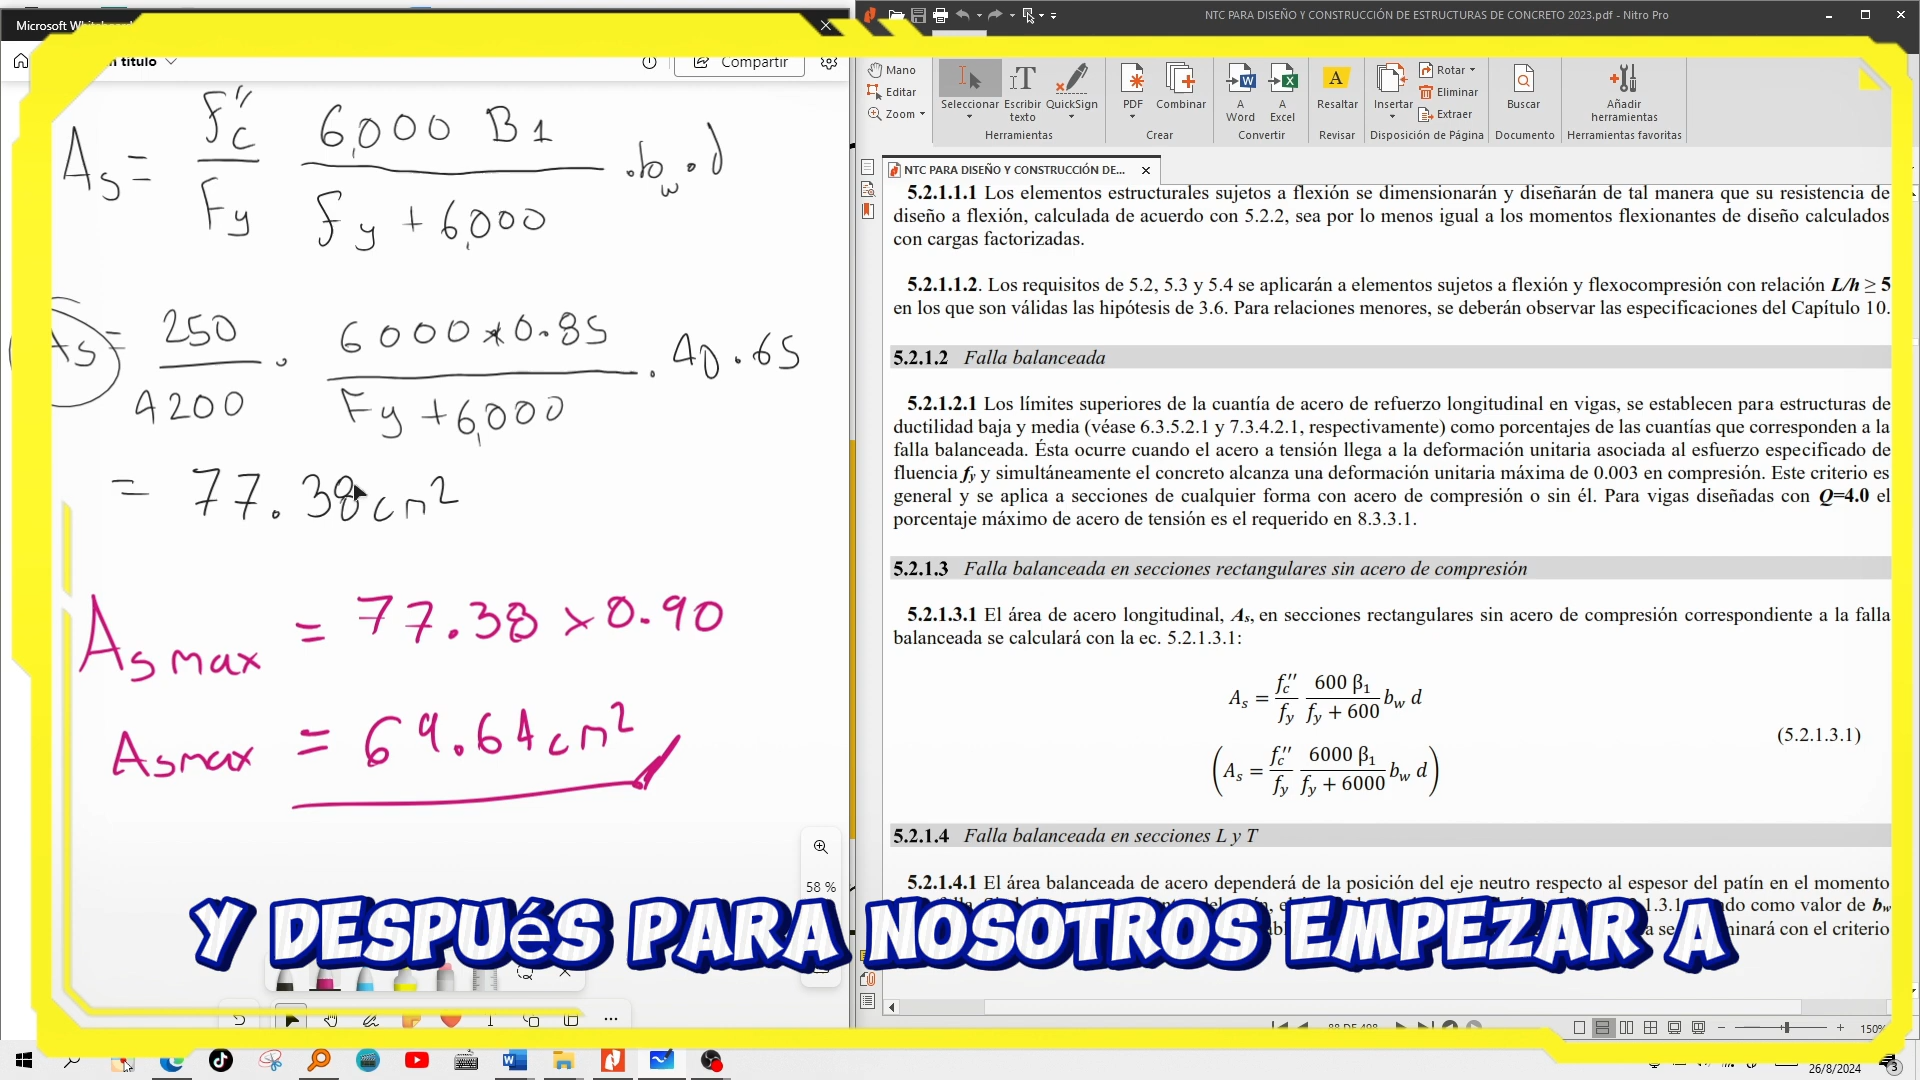 Microsoft Whiteboard
n título
Compartir
As = f''c / Fy 6,000 B1 / fy + 6,000 . bw . d
As = 250 / 4200 . 6000 * 0.85 / Fy + 6,000 . 40 . 65
= 77.38 cm²
As max = 77.38 x 0.90
As max = 69.64 cm²
58 %
NTC PARA DISEÑO Y CONSTRUCCIÓN DE ESTRUCTURAS DE CONCRETO 2023.pdf - Nitro Pro
Mano
Editar
Zoom
Seleccionar
Escribir texto
QuickSign
Herramientas
PDF
Combinar
Crear
A Word
A Excel
Convertir
Resaltar
Revisar
Insertar
Rotar
Eliminar
Extraer
Disposición de Página
Buscar
Documento
Añadir herramientas
Herramientas favoritas
NTC PARA DISEÑO Y CONSTRUCCIÓN DE...
5.2.1.1.1 Los elementos estructurales sujetos a flexión se dimensionarán y diseñarán de tal manera que su resistencia de
diseño a flexión, calculada de acuerdo con 5.2.2, sea por lo menos igual a los momentos flexionantes de diseño calculados
con cargas factorizadas.
5.2.1.1.2. Los requisitos de 5.2, 5.3 y 5.4 se aplicarán a elementos sujetos a flexión y flexocompresión con relación L/h ≥ 5
en los que son válidas las hipótesis de 3.6. Para relaciones menores, se deberán observar las especificaciones del Capítulo 10.
5.2.1.2 Falla balanceada
5.2.1.2.1 Los límites superiores de la cuantía de acero de refuerzo longitudinal en vigas, se establecen para estructuras de
ductilidad baja y media (véase 6.3.5.2.1 y 7.3.4.2.1, respectivamente) como porcentajes de las cuantías que corresponden a la
falla balanceada. Ésta ocurre cuando el acero a tensión llega a la deformación unitaria asociada al esfuerzo especificado de
fluencia fy y simultáneamente el concreto alcanza una deformación unitaria máxima de 0.003 en compresión. Este criterio es
general y se aplica a secciones de cualquier forma con acero de compresión o sin él. Para vigas diseñadas con Q=4.0 el
porcentaje máximo de acero de tensión es el requerido en 8.3.3.1.
5.2.1.3 Falla balanceada en secciones rectangulares sin acero de compresión
5.2.1.3.1 El área de acero longitudinal, As, en secciones rectangulares sin acero de compresión correspondiente a la falla
balanceada se calculará con la ec. 5.2.1.3.1:
As = fc'' / fy 600 β1 / fy + 600 bw d
(5.2.1.3.1)
(As = fc'' / fy 6000 β1 / fy + 6000 bw d)
5.2.1.4 Falla balanceada en secciones L y T
5.2.1.4.1 El área balanceada de acero dependerá de la posición del eje neutro respecto al espesor del patín en el momento
como valor de bw
con el criterio
Y DESPUéS PARA NOSOTROS EMPEZAR A
88 DE 498
150%
26/8/2024
3